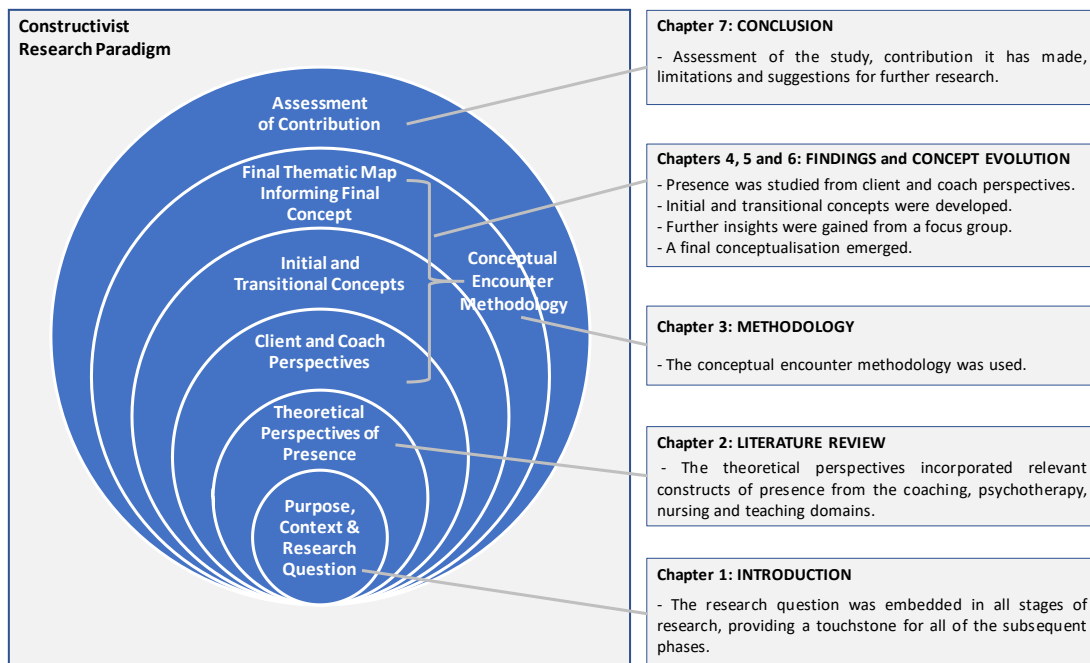 Constructivist
Research Paradigm
Assessment
of Contribution
Final Thematic Map
Informing Final
Concept
Initial and
Transitional Concepts
Conceptual
Encounter
Methodology
Client and Coach
Perspectives
Theoretical
Perspectives of
Presence
Purpose,
Context &
Research
Question
Chapter 7: CONCLUSION
- Assessment of the study, contribution it has made,
limitations and suggestions for further research.
Chapters 4, 5 and 6: FINDINGS and CONCEPT EVOLUTION
- Presence was studied from client and coach perspectives.
- Initial and transitional concepts were developed.
- Further insights were gained from a focus group.
- A final conceptualisation emerged.
Chapter 3: METHODOLOGY
- The conceptual encounter methodology was used.
Chapter 2: LITERATURE REVIEW
- The theoretical perspectives incorporated relevant
constructs of presence from the coaching, psychotherapy,
nursing and teaching domains.
Chapter 1: INTRODUCTION
- The research question was embedded in all stages of
research, providing a touchstone for all of the subsequent
phases.